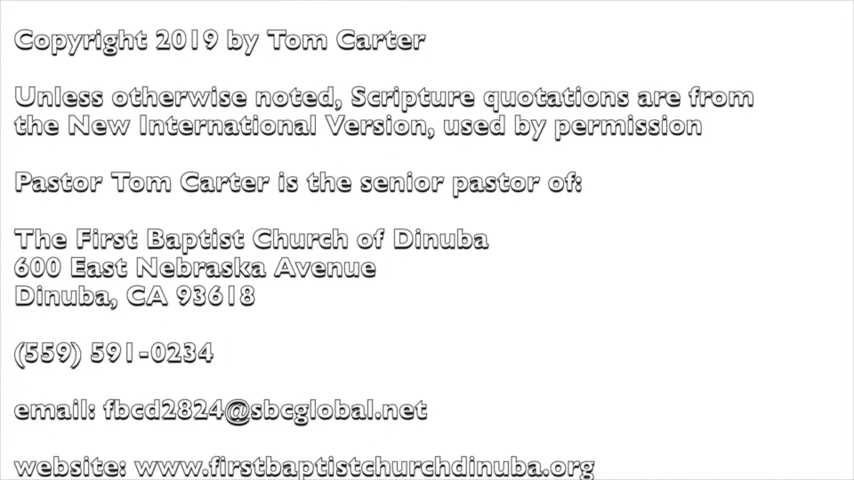 Copyright 2019 by Tom Carter
Unless otherwise noted, Scripture quotations are from
the New International Version, used by permission
Pastor Tom Carter is the senior pastor of:
The First Baptist Church of Dinuba
600 East Nebraska Avenue
Dinuba, CA 93618
(559) 591-0234
email: fbcd2824@sbcglobal.net
website: www.firstbaptistchurchdinuba.org